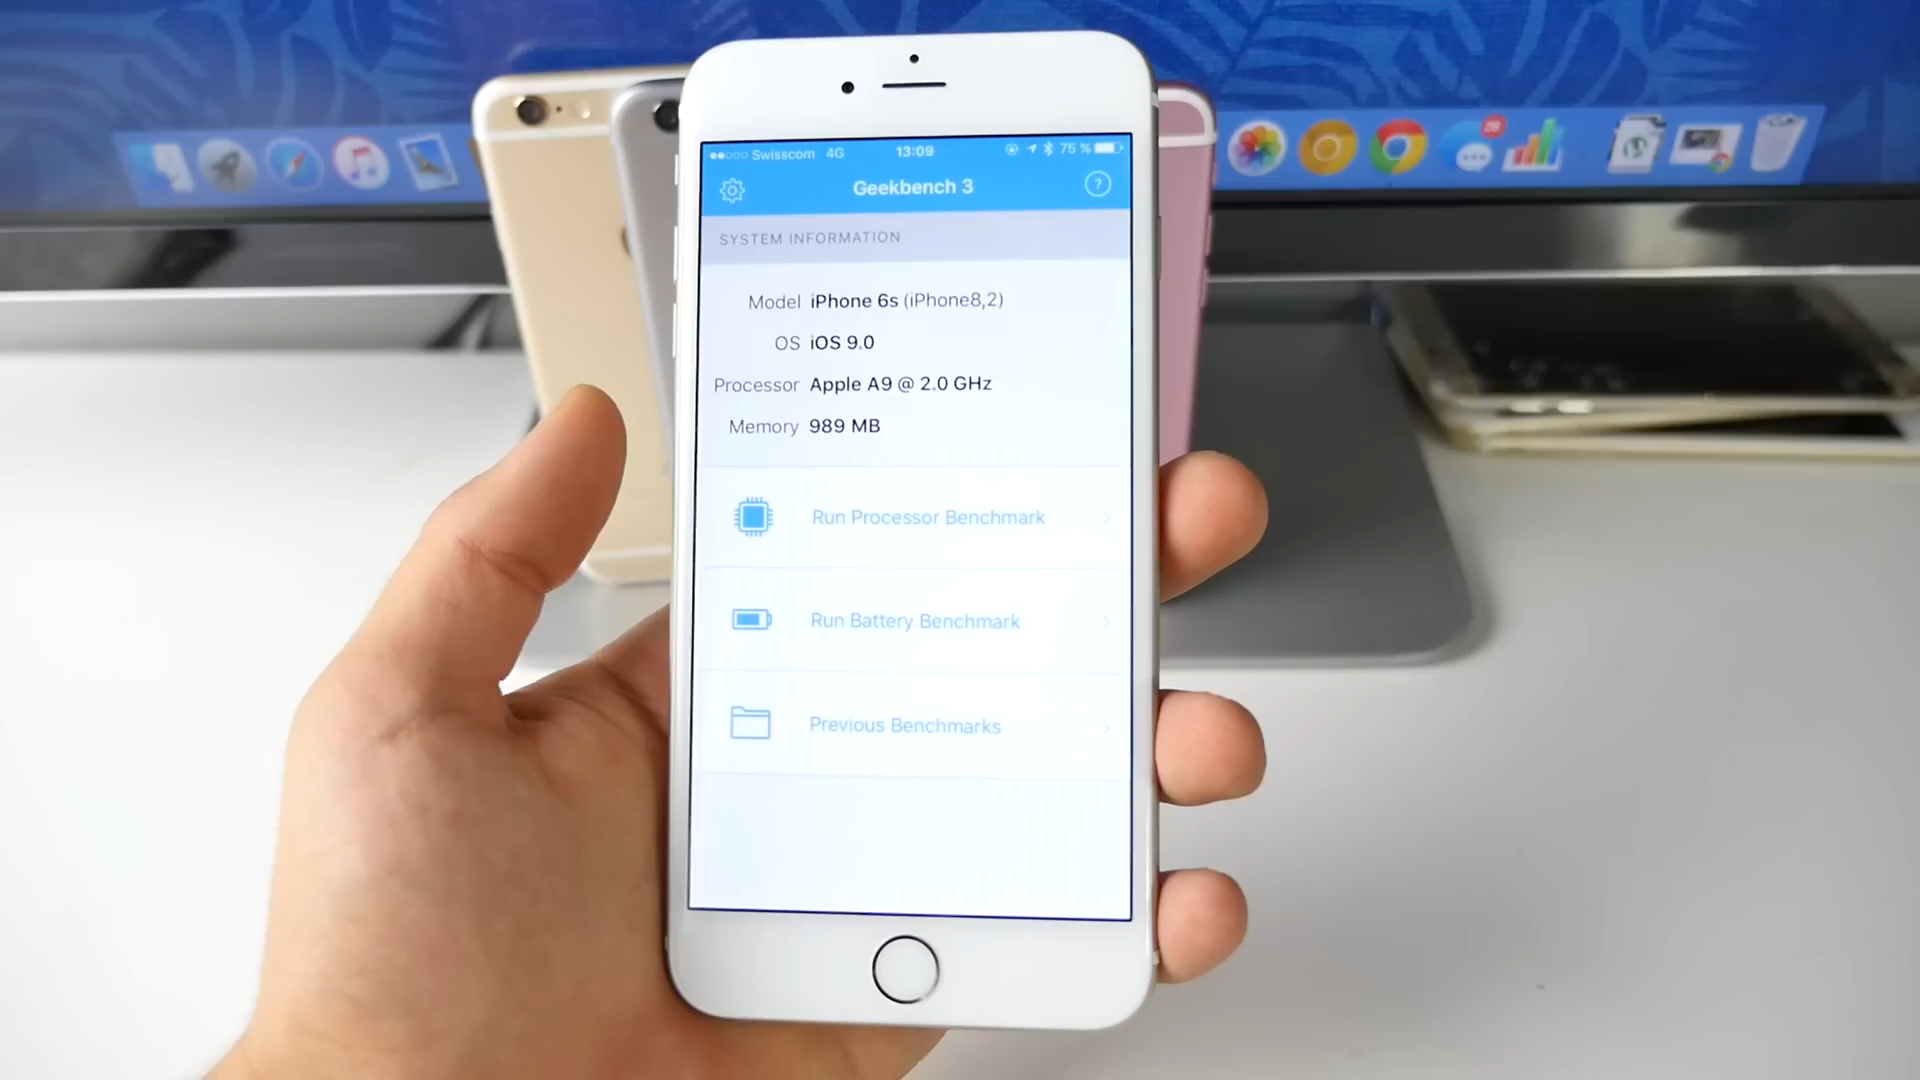 Swisscom 4G 13:09 75 %
Geekbench 3 ?
SYSTEM INFORMATION
Model iPhone 6s (iPhone8,2)
OS iOS 9.0
Processor Apple A9 @ 2.0 GHz
Memory 989 MB
Run Processor Benchmark
Run Battery Benchmark
Previous Benchmarks